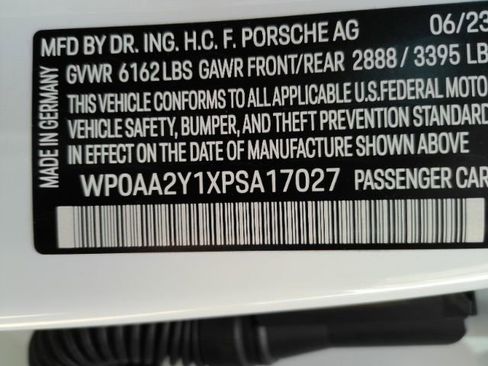 MFD BY DR. ING. H.C. F. PORSCHE AG 06/23
GVWR 6162 LBS GAWR FRONT/REAR 2888 / 3395 LB
THIS VEHICLE CONFORMS TO ALL APPLICABLE U.S. FEDERAL MOTO
VEHICLE SAFETY, BUMPER, AND THEFT PREVENTION STANDARD
IN EFFECT ON THE DATE OF MANUFACTURE SHOWN ABOVE
WP0AA2Y1XPSA17027 PASSENGER CAR
MADE IN GERMANY